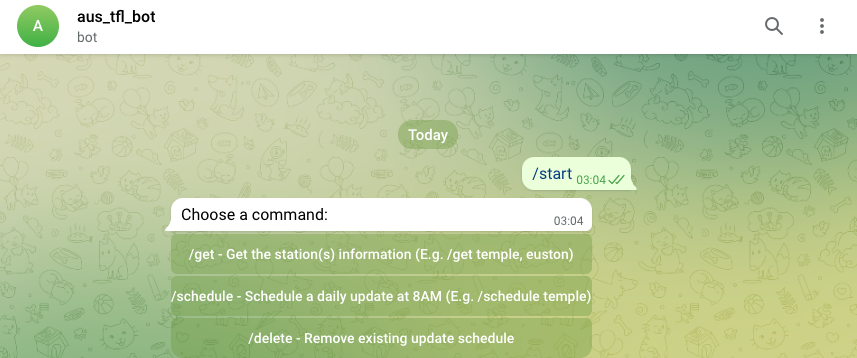 A
aus_tfl_bot
bot
Today
/start 03:04
Choose a command:
03:04
/get - Get the station(s) information (E.g. /get temple, euston)
/schedule - Schedule a daily update at 8AM (E.g. /schedule temple)
/delete - Remove existing update schedule